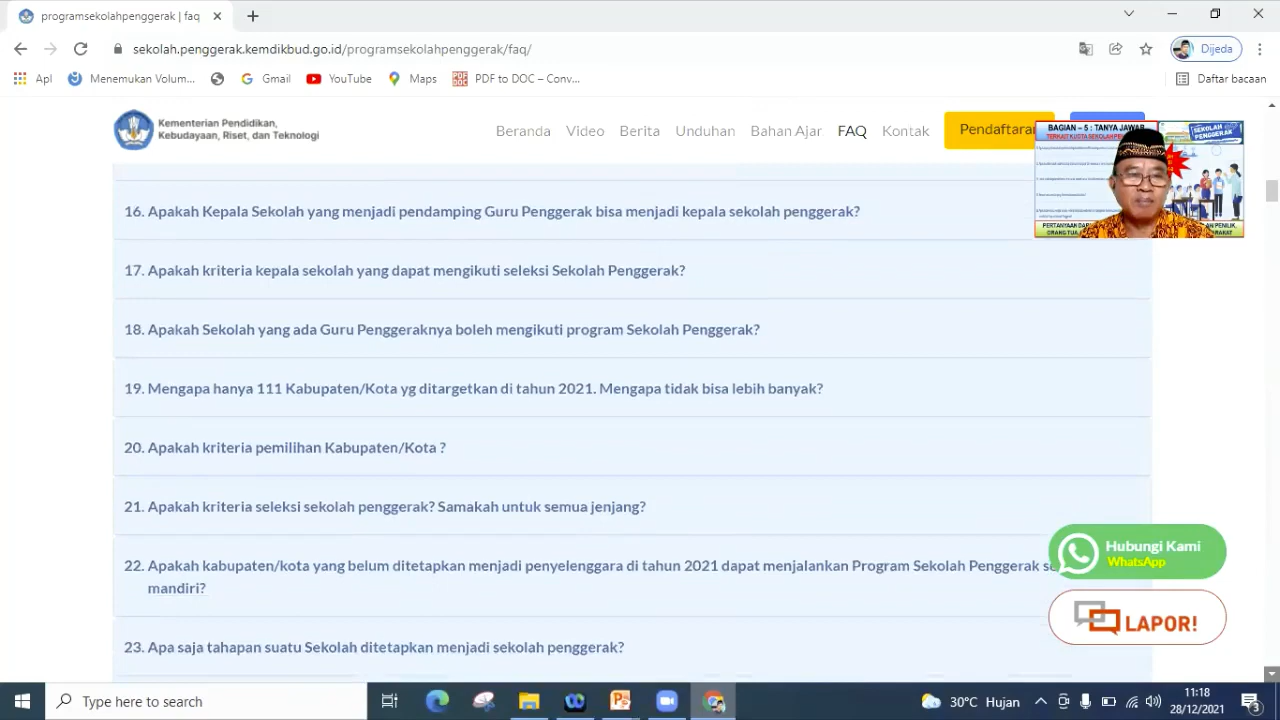 programsekolahpenggerak | faq
sekolah.penggerak.kemdikbud.go.id/programsekolahpenggerak/faq/
Dijeda
Apl
Menemukan Volum...
Gmail
YouTube
Maps
PDF to DOC – Conv...
Daftar bacaan
Kementerian Pendidikan,
Kebudayaan, Riset, dan Teknologi
Beranda
Video
Berita
Unduhan
Bahan Ajar
FAQ
Kontak
Pendaftaran
BAGIAN – 5 : TANYA JAWAB
SEKOLAH
PENGGERAK
16. Apakah Kepala Sekolah yang menjadi pendamping Guru Penggerak bisa menjadi kepala sekolah penggerak?
17. Apakah kriteria kepala sekolah yang dapat mengikuti seleksi Sekolah Penggerak?
18. Apakah Sekolah yang ada Guru Penggeraknya boleh mengikuti program Sekolah Penggerak?
19. Mengapa hanya 111 Kabupaten/Kota yg ditargetkan di tahun 2021. Mengapa tidak bisa lebih banyak?
20. Apakah kriteria pemilihan Kabupaten/Kota ?
21. Apakah kriteria seleksi sekolah penggerak? Samakah untuk semua jenjang?
22. Apakah kabupaten/kota yang belum ditetapkan menjadi penyelenggara di tahun 2021 dapat menjalankan Program Sekolah Penggerak se
mandiri?
23. Apa saja tahapan suatu Sekolah ditetapkan menjadi sekolah penggerak?
Hubungi Kami
WhatsApp
LAPOR!
Type here to search
30°C Hujan
11:18
28/12/2021
3